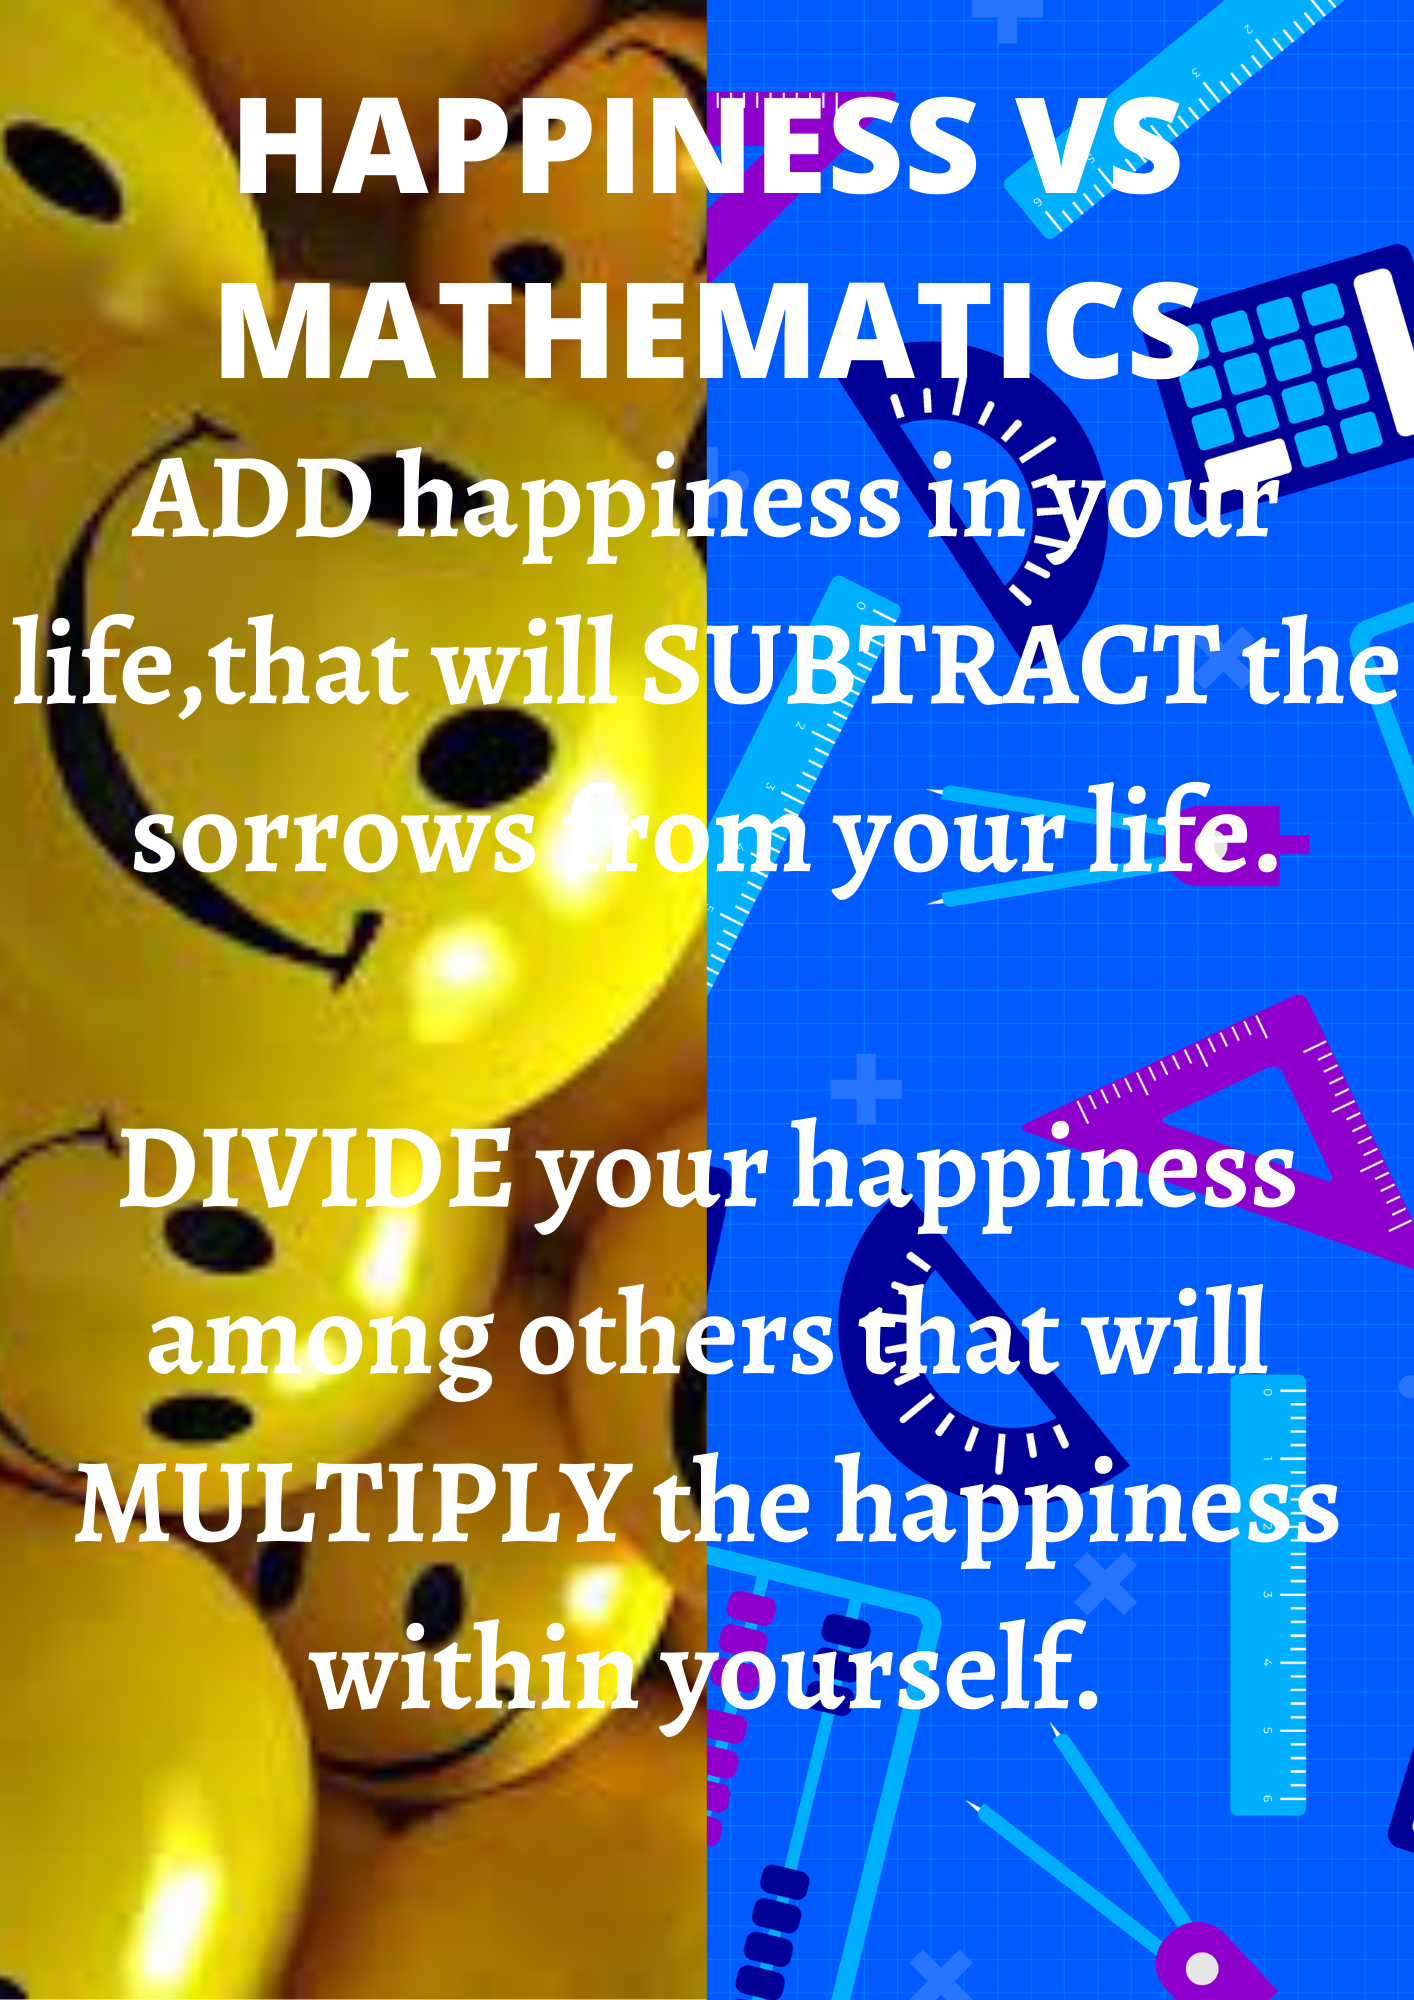 HAPPINESS VS
MATHEMATICS
ADD happiness in your
life,that will SUBTRACT the
sorrows from your life.
DIVIDE your happiness
among others that will
MULTIPLY the happiness
within yourself.